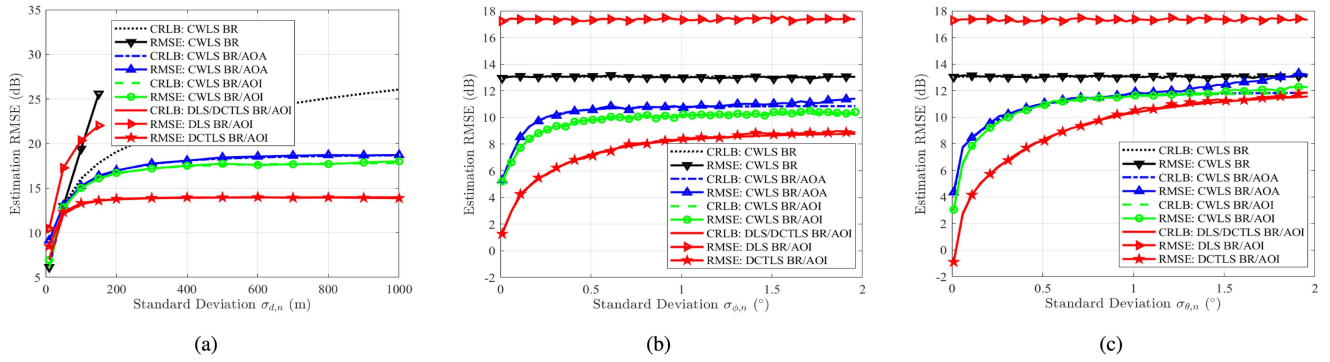 35
30
25
20
15
10
5
Estimation RMSE (dB)
CRLB: CWLS BR
RMSE: CWLS BR
CRLB: CWLS BR/AOA
RMSE: CWLS BR/AOA
CRLB: CWLS BR/AOI
RMSE: CWLS BR/AOI
CRLB: DLS/DCTLS BR/AOI
RMSE: DLS BR/AOI
RMSE: DCTLS BR/AOI
0 200 400 600 800 1000
Standard Deviation σ_{d,n} (m)
(a)
18
16
14
12
10
8
6
4
2
0
-2
Estimation RMSE (dB)
CRLB: CWLS BR
RMSE: CWLS BR
CRLB: CWLS BR/AOA
RMSE: CWLS BR/AOA
CRLB: CWLS BR/AOI
RMSE: CWLS BR/AOI
CRLB: DLS/DCTLS BR/AOI
RMSE: DLS BR/AOI
RMSE: DCTLS BR/AOI
0 0.5 1 1.5 2
Standard Deviation σ_{ϕ,n} (°)
(b)
18
16
14
12
10
8
6
4
2
0
-2
Estimation RMSE (dB)
CRLB: CWLS BR
RMSE: CWLS BR
CRLB: CWLS BR/AOA
RMSE: CWLS BR/AOA
CRLB: CWLS BR/AOI
RMSE: CWLS BR/AOI
CRLB: DLS/DCTLS BR/AOI
RMSE: DLS BR/AOI
RMSE: DCTLS BR/AOI
0 0.5 1 1.5 2
Standard Deviation σ_{θ,n} (°)
(c)